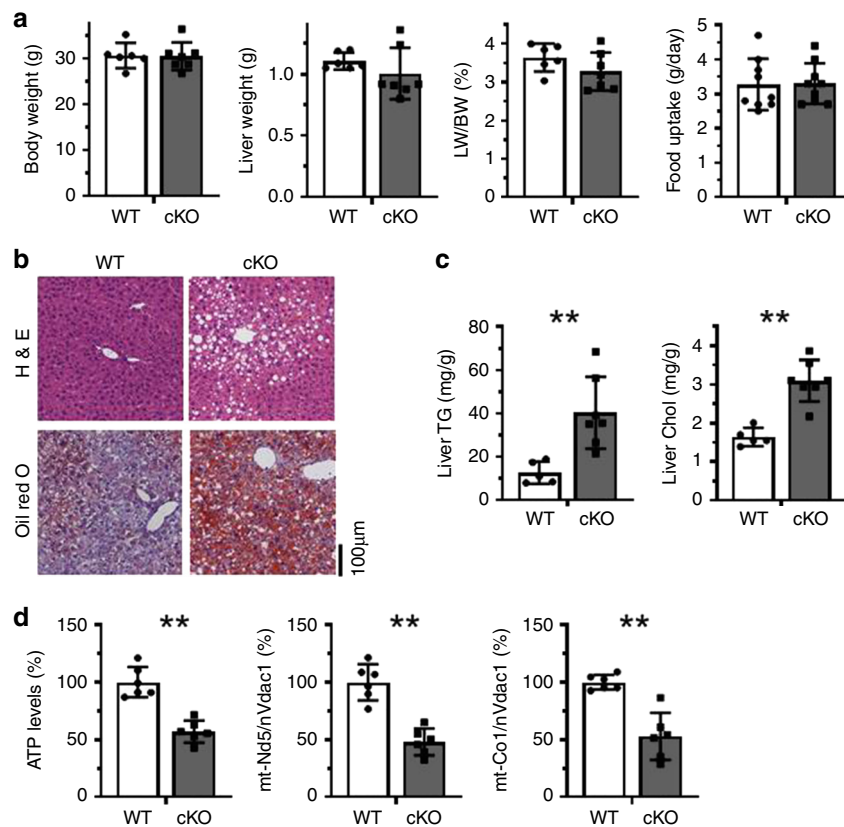 a
Body weight (g)
30
20
10
0
WT cKO
Liver weight (g)
1.0
0.5
0.0
WT cKO
LW/BW (%)
4
3
2
1
0
WT cKO
Food uptake (g/day)
5
4
3
2
1
0
WT cKO
b
WT cKO
H & E
Oil red O
100μm
c
Liver TG (mg/g)
80
60
40
20
0
**
WT cKO
Liver Chol (mg/g)
4
3
2
1
0
**
WT cKO
d
ATP levels (%)
150
100
50
0
**
WT cKO
mt-Nd5/nVdac1 (%)
150
100
50
0
**
WT cKO
mt-Co1/nVdac1 (%)
150
100
50
0
**
WT cKO